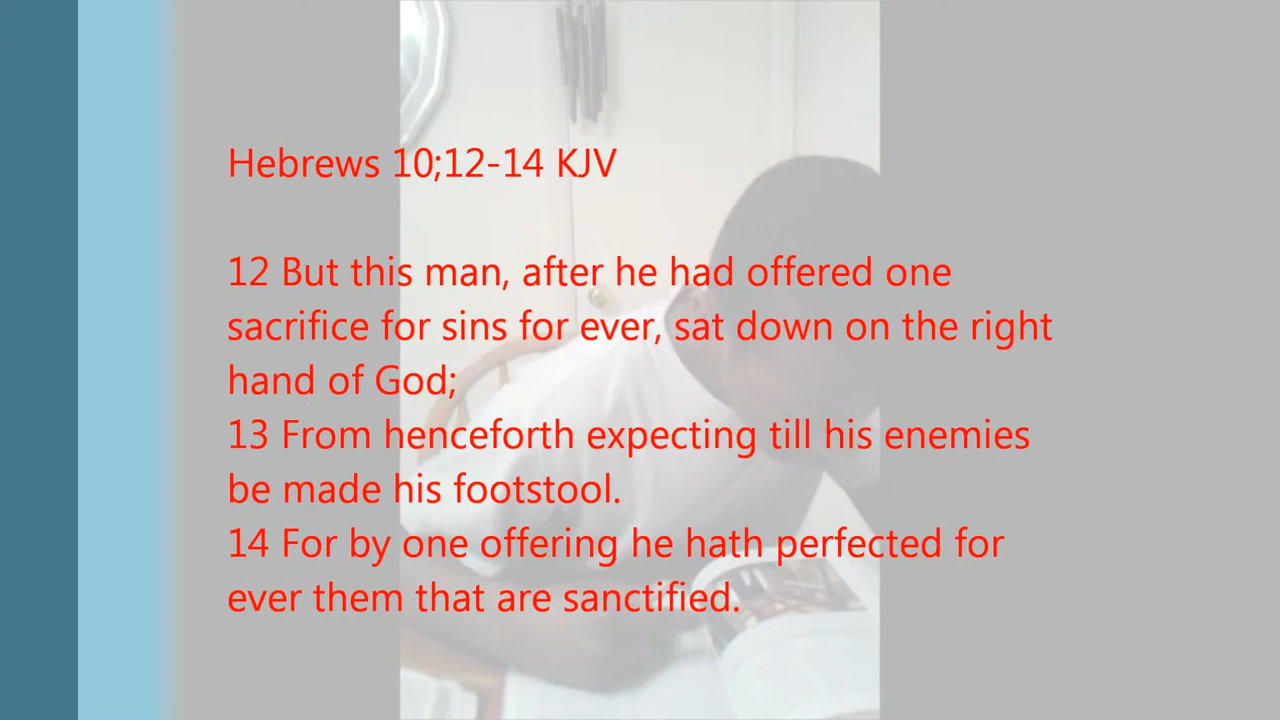 Hebrews 10;12-14 KJV
12 But this man, after he had offered one
sacrifice for sins for ever, sat down on the right
hand of God;
13 From henceforth expecting till his enemies
be made his footstool.
14 For by one offering he hath perfected for
ever them that are sanctified.